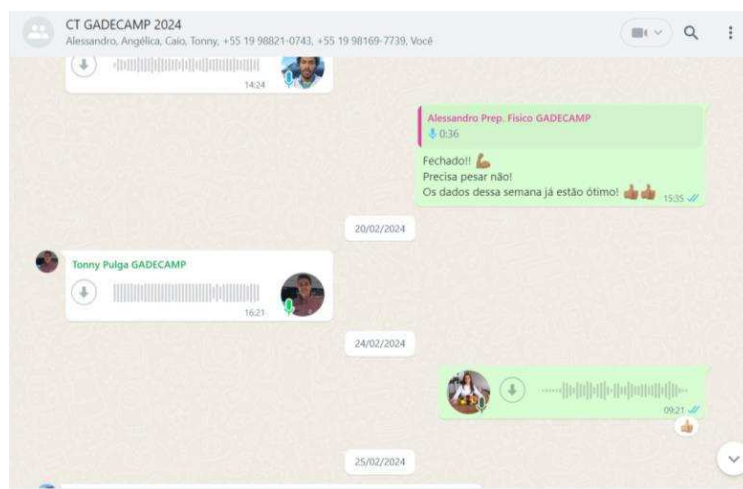 CT GADECAMP 2024
Alessandro, Angélica, Caio, Tonny, +55 19 98821-0743, +55 19 98169-7739, Você
14:24
Alessandro Prep. Fisico GADECAMP
0:36
Fechado!! 💪🏽
Precisa pesar não!
Os dados dessa semana já estão ótimo! 👍🏽👍🏽 15:35
20/02/2024
Tonny Pulga GADECAMP
16:21
24/02/2024
09:21
👍🏽
25/02/2024